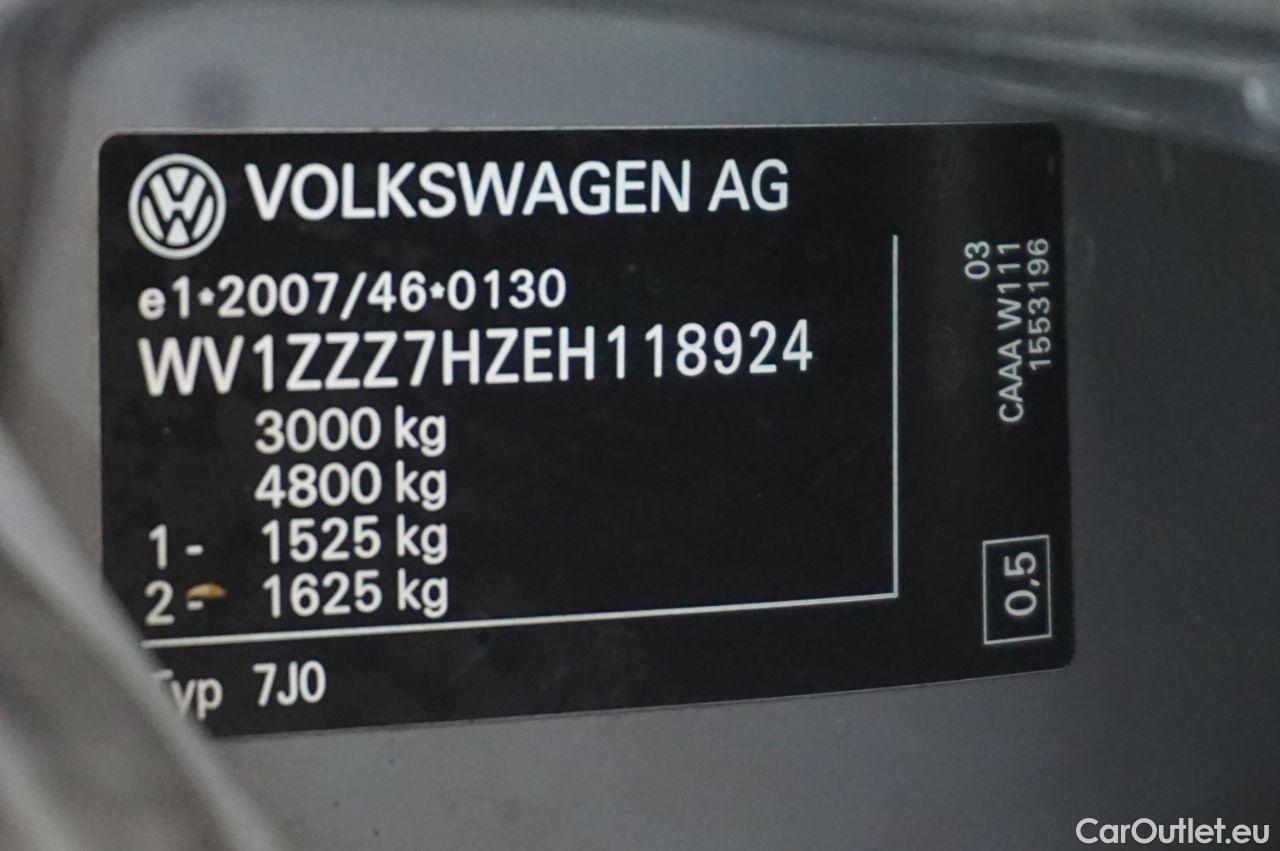 VOLKSWAGEN AG
e1*2007/46*0130
WV1ZZZ7HZEH118924
3000 kg
4800 kg
1- 1525 kg
2- 1625 kg
Typ 7J0
03
CAAA W111
1553196
0,5
CarOutlet.eu